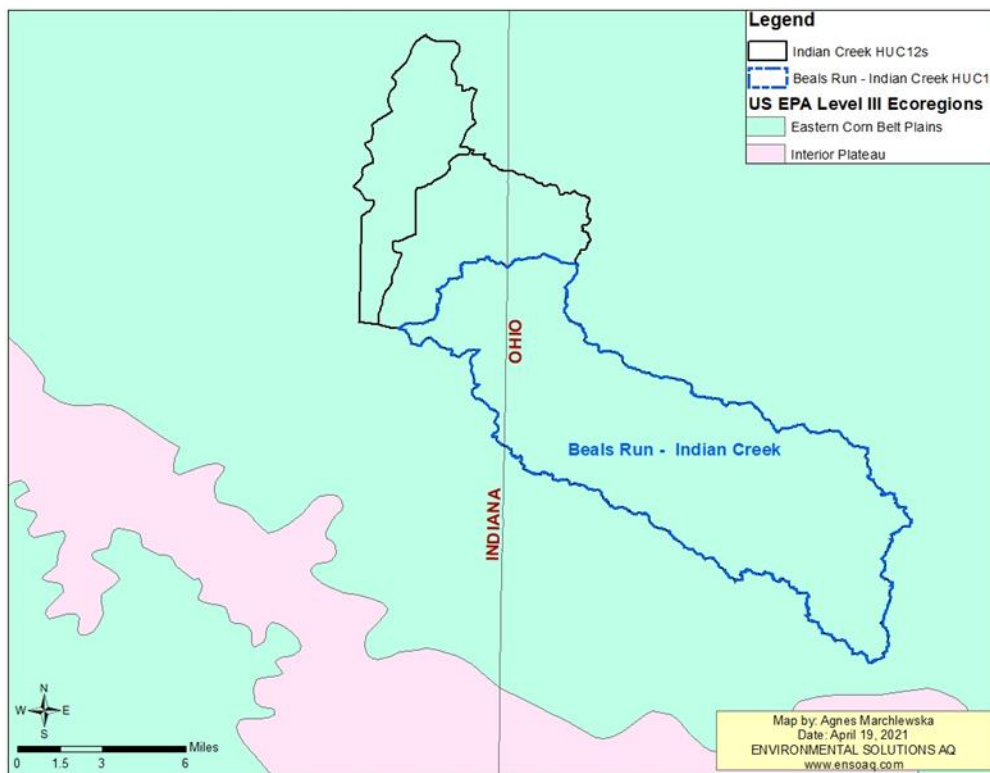 Legend
Indian Creek HUC12s
Beals Run - Indian Creek HUC1
US EPA Level III Ecoregions
Eastern Corn Belt Plains
Interior Plateau
OHIO
Beals Run - Indian Creek
INDIANA
N
W E
S
Miles
0 1.5 3 6
Map by: Agnes Marchlewska
Date: April 19, 2021
ENVIRONMENTAL SOLUTIONS AQ
www.ensoaq.com